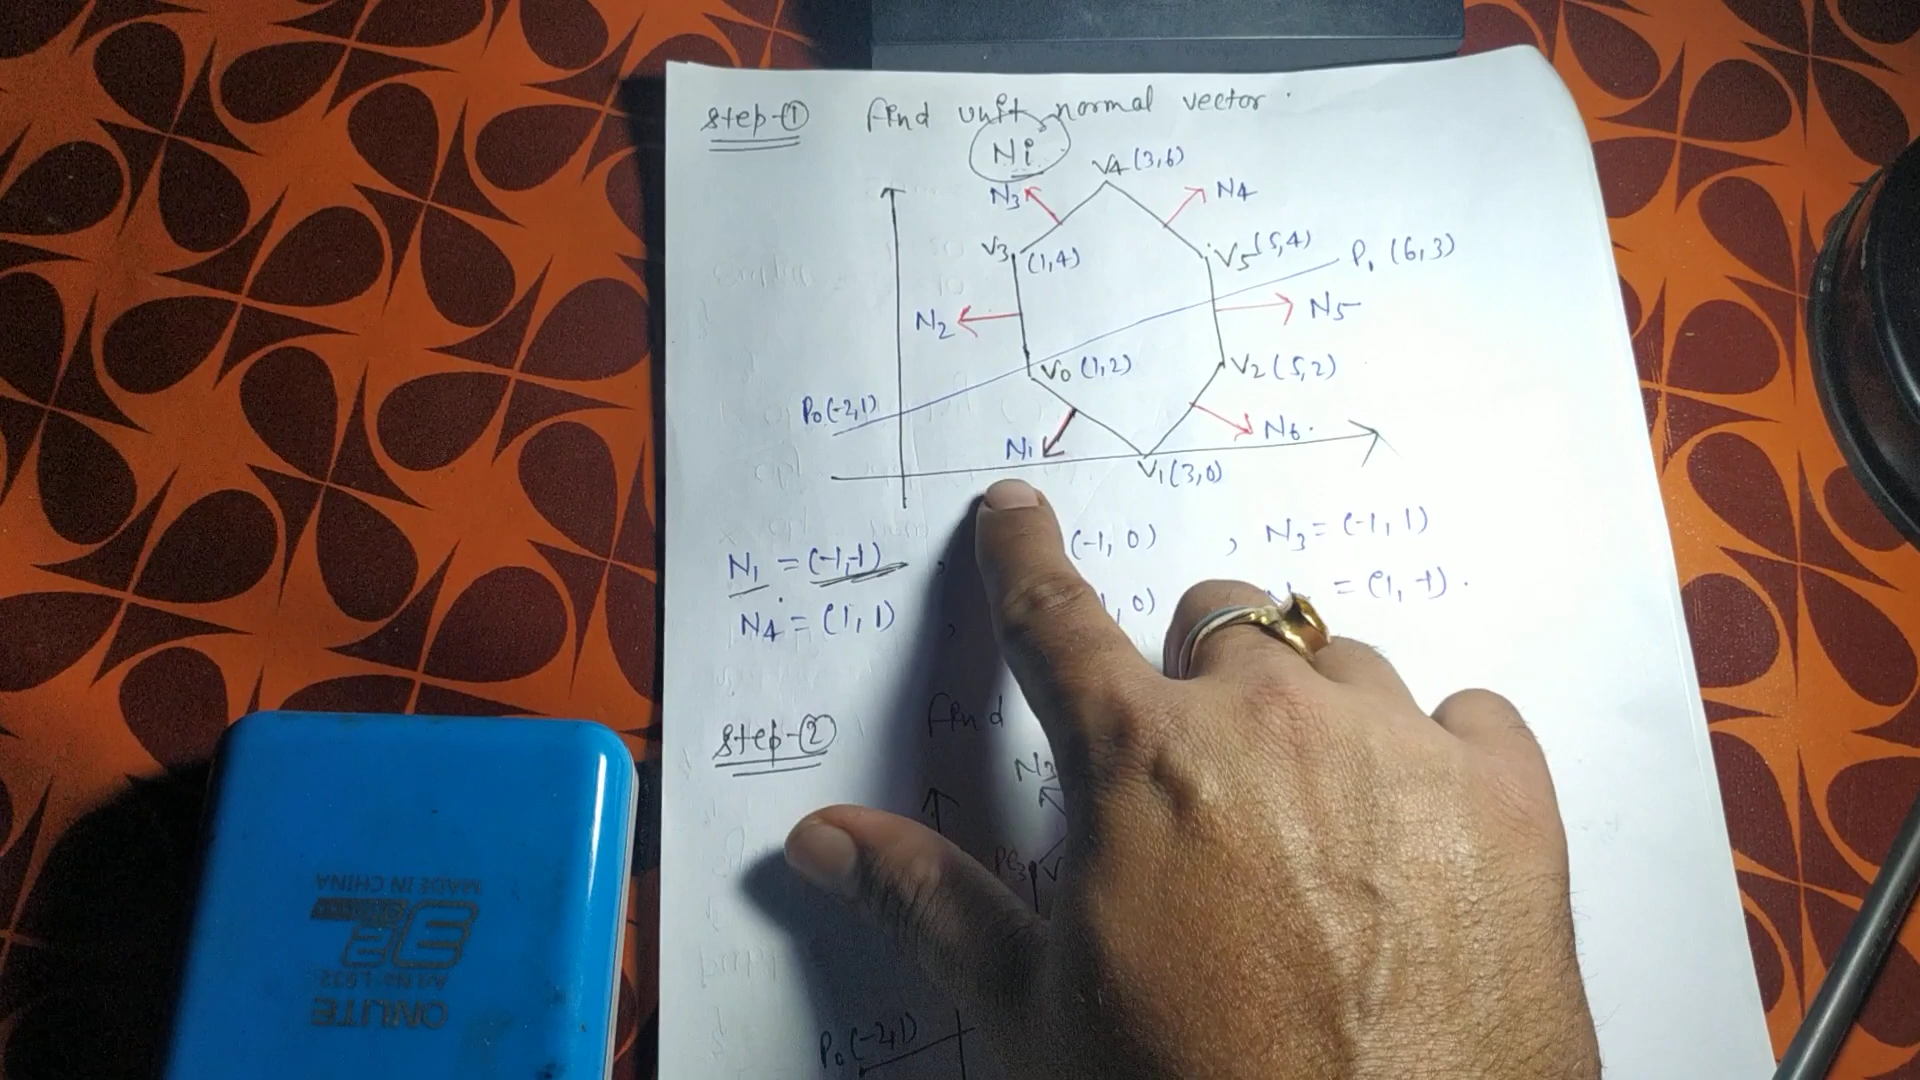 step-① Find unit normal vector.
Ni
V4 (3,6)
N3
N4
V3
(1,4)
V5 (5,4)
P1 (6,3)
N2
N5
V0 (1,2)
V2 (5,2)
P0 (-2,1)
N1
N6.
V1 (3,0)
N1 = (-1,-1) , (-1, 0) , N3 = (-1, 1)
N4 = (1, 1) , 1, 0) = (1, -1).
step-② Find
N3
V
P0 (-2,1)
MADE IN CHINA
32
ONLITE